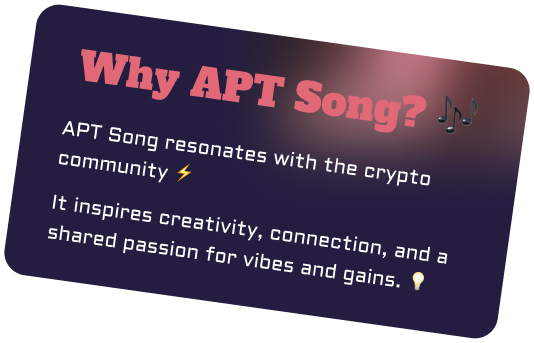 Why APT Song? 🎶
APT Song resonates with the crypto
community ⚡
It inspires creativity, connection, and a
shared passion for vibes and gains. 💡